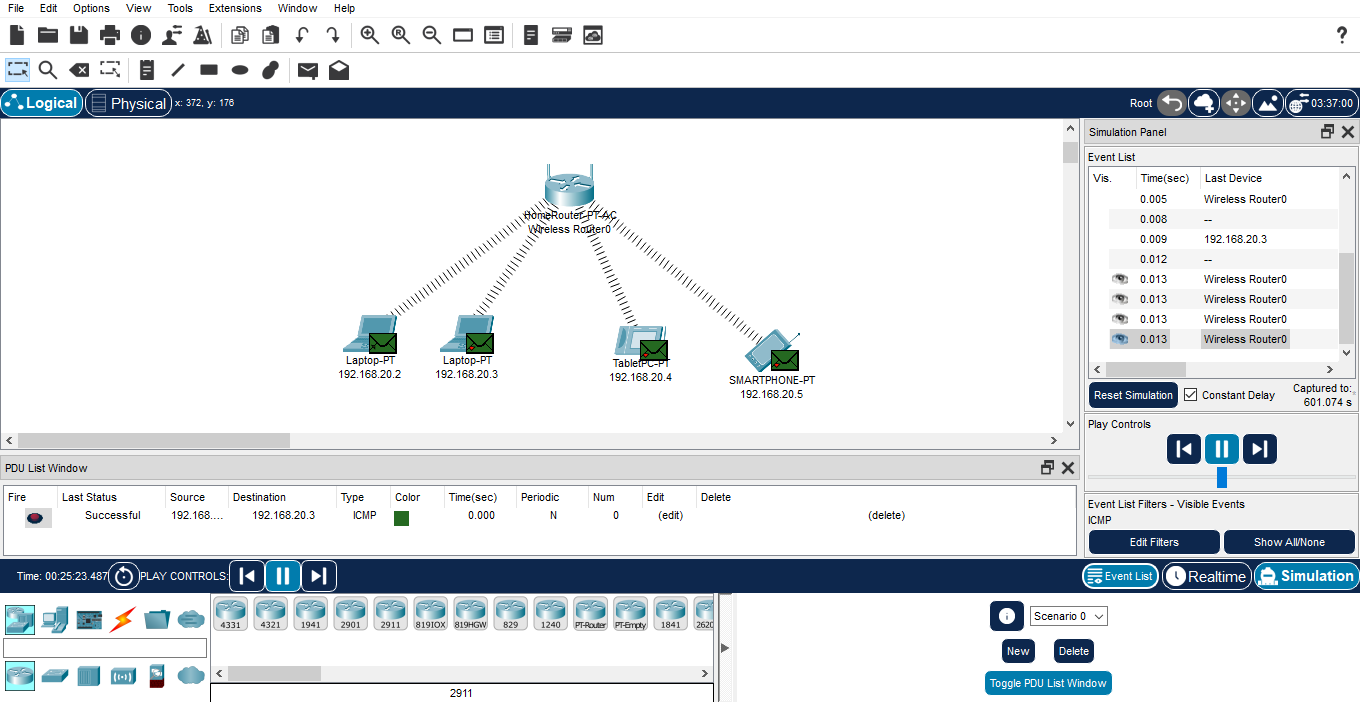 File Edit Options View Tools Extensions Window Help
?
Logical Physical x: 372, y: 176 Root 03:37:00
HomeRouter-PT-AC
Wireless Router0
Laptop-PT
192.168.20.2
Laptop-PT
192.168.20.3
TabletPC-PT
192.168.20.4
SMARTPHONE-PT
192.168.20.5
Simulation Panel
Event List
Vis. Time(sec) Last Device
0.005 Wireless Router0
0.008 --
0.009 192.168.20.3
0.012 --
0.013 Wireless Router0
0.013 Wireless Router0
0.013 Wireless Router0
0.013 Wireless Router0
Reset Simulation Constant Delay Captured to:
601.074 s
Play Controls
Event List Filters - Visible Events
ICMP
Edit Filters Show All/None
PDU List Window
Fire Last Status Source Destination Type Color Time(sec) Periodic Num Edit Delete
Successful 192.168.... 192.168.20.3 ICMP 0.000 N 0 (edit) (delete)
Time: 00:25:23.487 PLAY CONTROLS: Event List Realtime Simulation
4331 4321 1941 2901 2911 819IOX 819HGW 829 1240 PT-Router PT-Empty 1841 2620
2911
Scenario 0
New Delete
Toggle PDU List Window